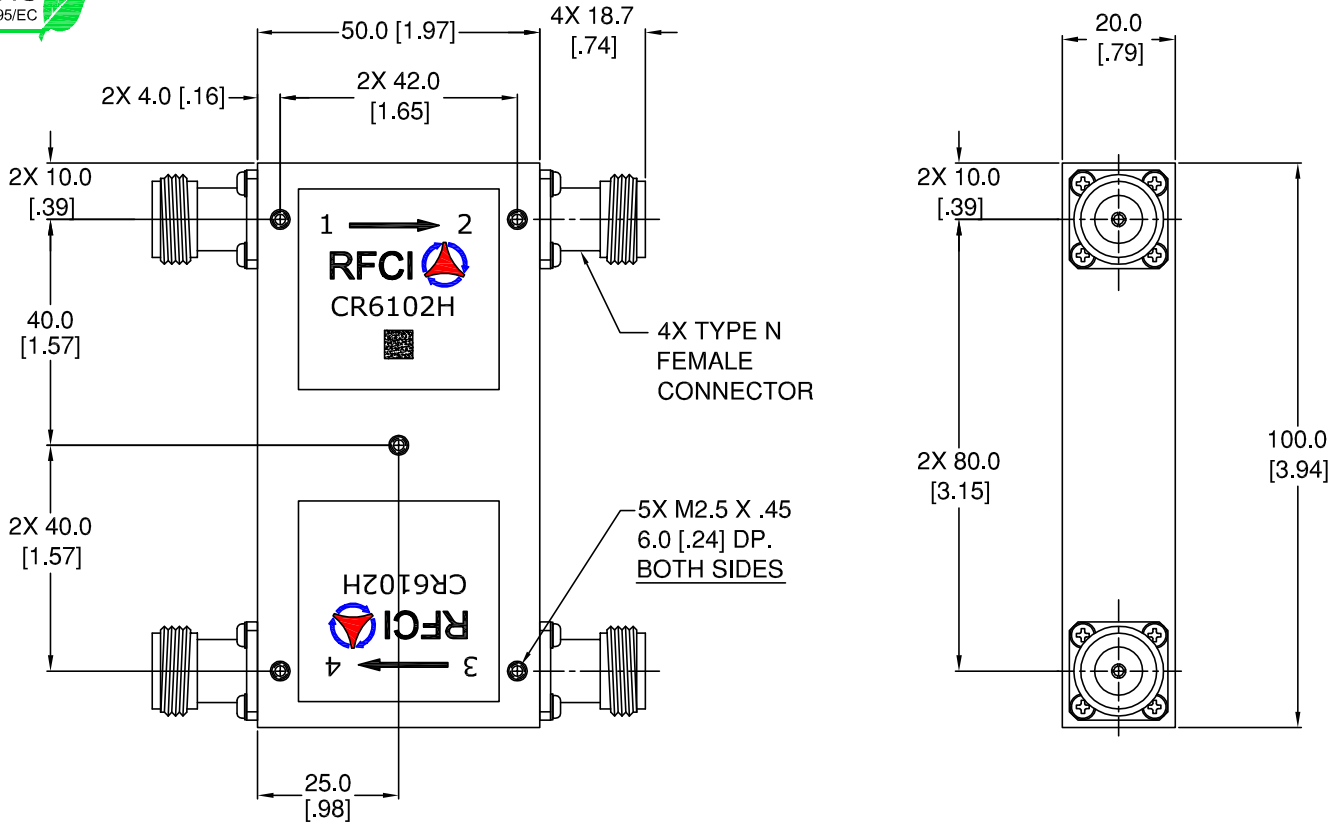 95/EC
50.0 [1.97]
4X 18.7
[.74]
2X 4.0 [.16]
2X 42.0
[1.65]
2X 10.0
[.39]
1 2
RFCI
CR6102H
40.0
[1.57]
4X TYPE N
FEMALE
CONNECTOR
2X 40.0
[1.57]
5X M2.5 X .45
6.0 [.24] DP.
BOTH SIDES
3 4
RFCI
CR6102H
25.0
[.98]
20.0
[.79]
2X 10.0
[.39]
2X 80.0
[3.15]
100.0
[3.94]